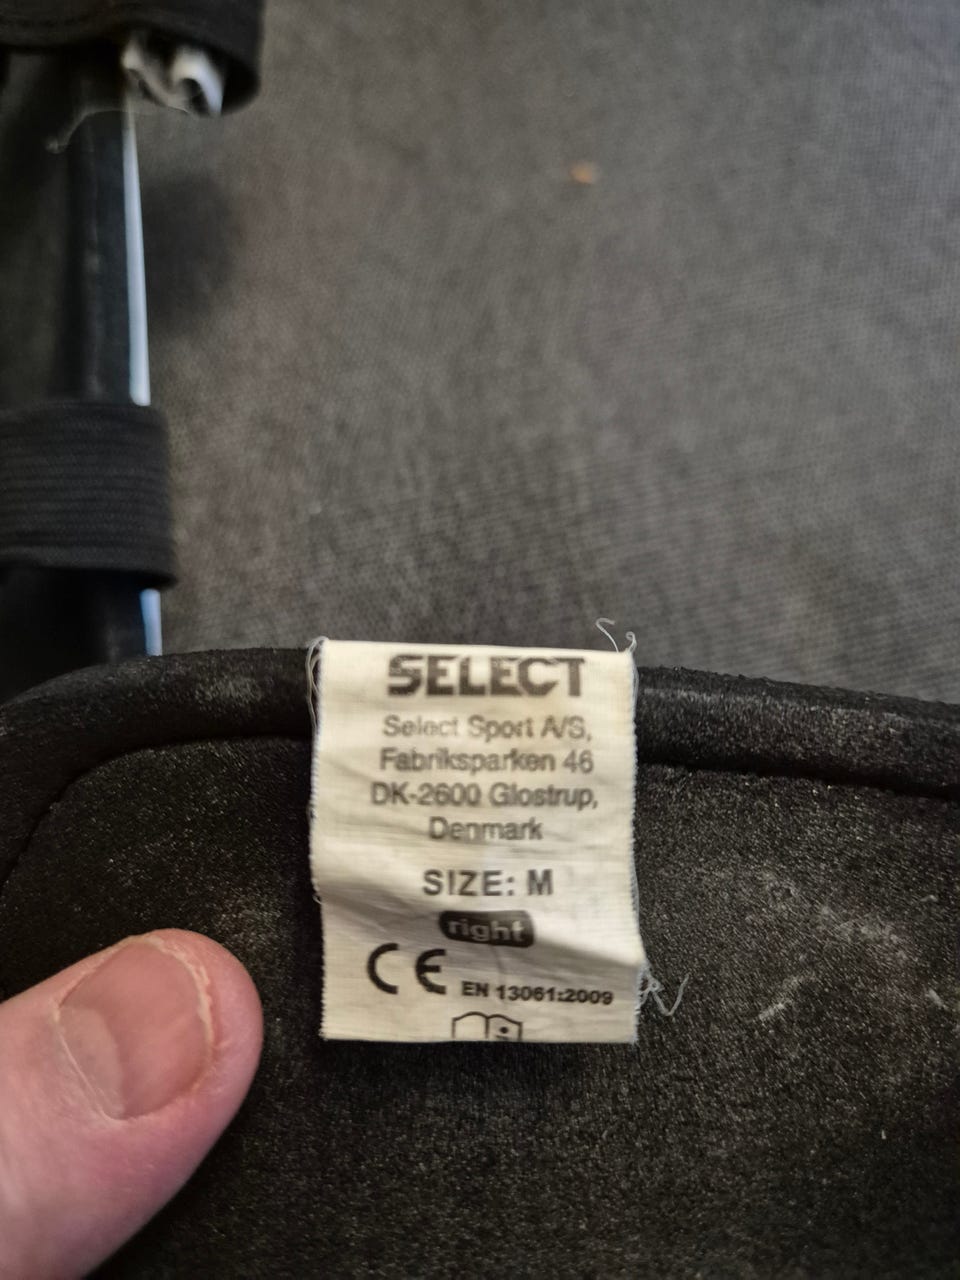 SELECT
Select Sport A/S,
Fabriksparken 46
DK-2600 Glostrup,
Denmark
SIZE: M
right
CE EN 13061:2009